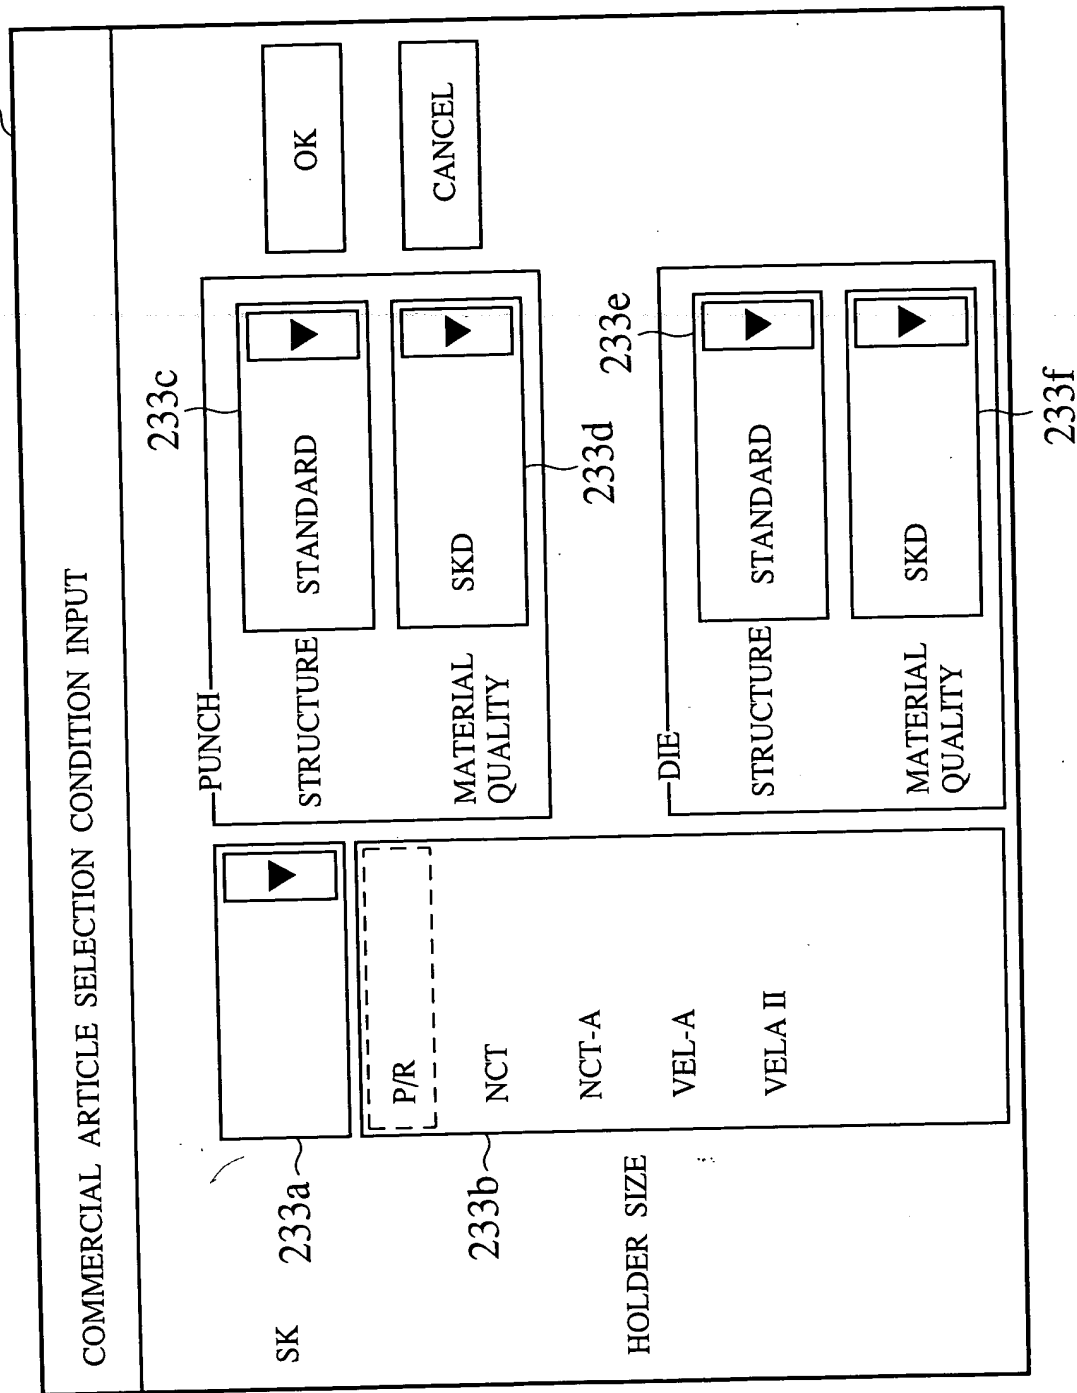 COMMERCIAL ARTICLE SELECTION CONDITION INPUT
SK
233a
233b
P/R
NCT
NCT-A
VEL-A
VELA II
HOLDER SIZE
PUNCH
233c
STRUCTURE
STANDARD
MATERIAL
QUALITY
SKD
233d
DIE
233e
STRUCTURE
STANDARD
MATERIAL
QUALITY
SKD
233f
OK
CANCEL